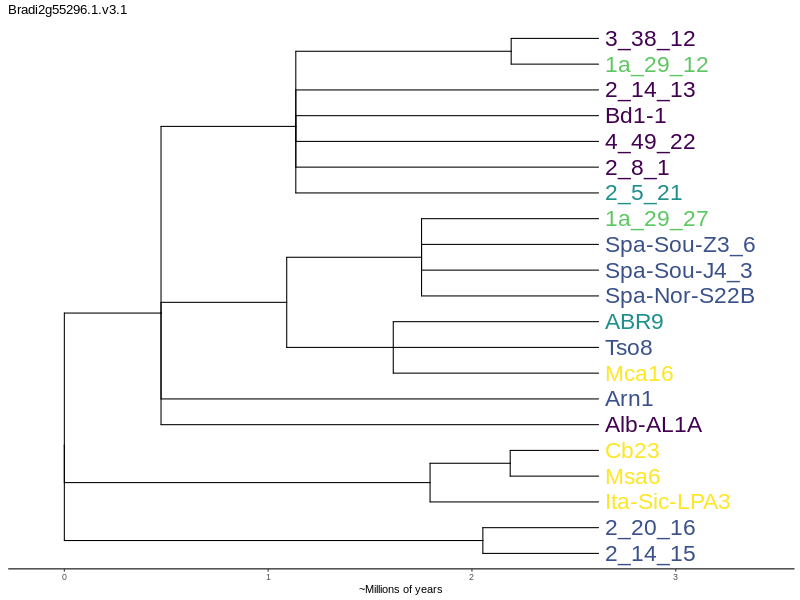 Bradi2g55296.1.v3.1
3_38_12
1a_29_12
2_14_13
Bd1-1
4_49_22
2_8_1
2_5_21
1a_29_27
Spa-Sou-Z3_6
Spa-Sou-J4_3
Spa-Nor-S22B
ABR9
Tso8
Mca16
Arn1
Alb-AL1A
Cb23
Msa6
Ita-Sic-LPA3
2_20_16
2_14_15
0 1 2 3
~Millions of years